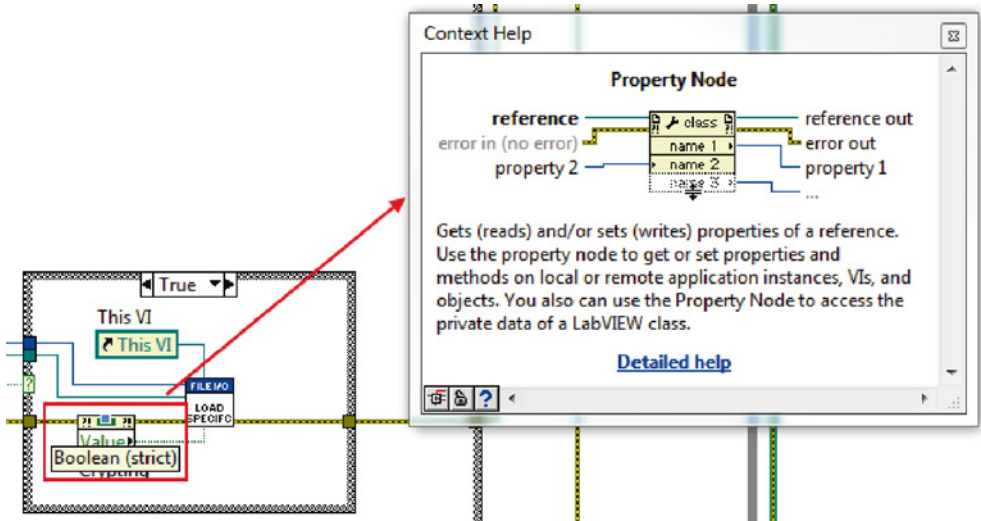 Context Help
Property Node
reference
reference out
error in (no error)
error out
property 2
property 1
class
name 1
name 2
name 3
...
Gets (reads) and/or sets (writes) properties of a reference.
Use the property node to get or set properties and
methods on local or remote application instances, VIs, and
objects. You also can use the Property Node to access the
private data of a LabVIEW class.
Detailed help
?
True
This VI
This VI
?
FILE I/O
LOAD
SPECIFC
?! ?!
Value
Boolean (strict)
Crypting